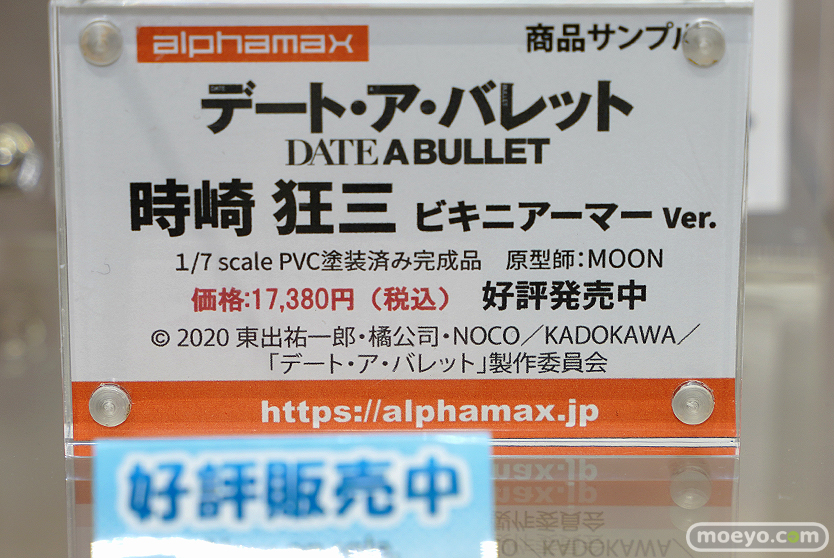 alphamax 商品サンプル
デート・ア・バレット
DATE A BULLET
時崎 狂三 ビキニアーマー Ver.
1/7 scale PVC塗装済み完成品 原型師：MOON
価格:17,380円（税込） 好評発売中
© 2020 東出祐一郎・橘公司・NOCO／KADOKAWA／
「デート・ア・バレット」製作委員会
https://alphamax.jp
好評販売中
moeyo.com